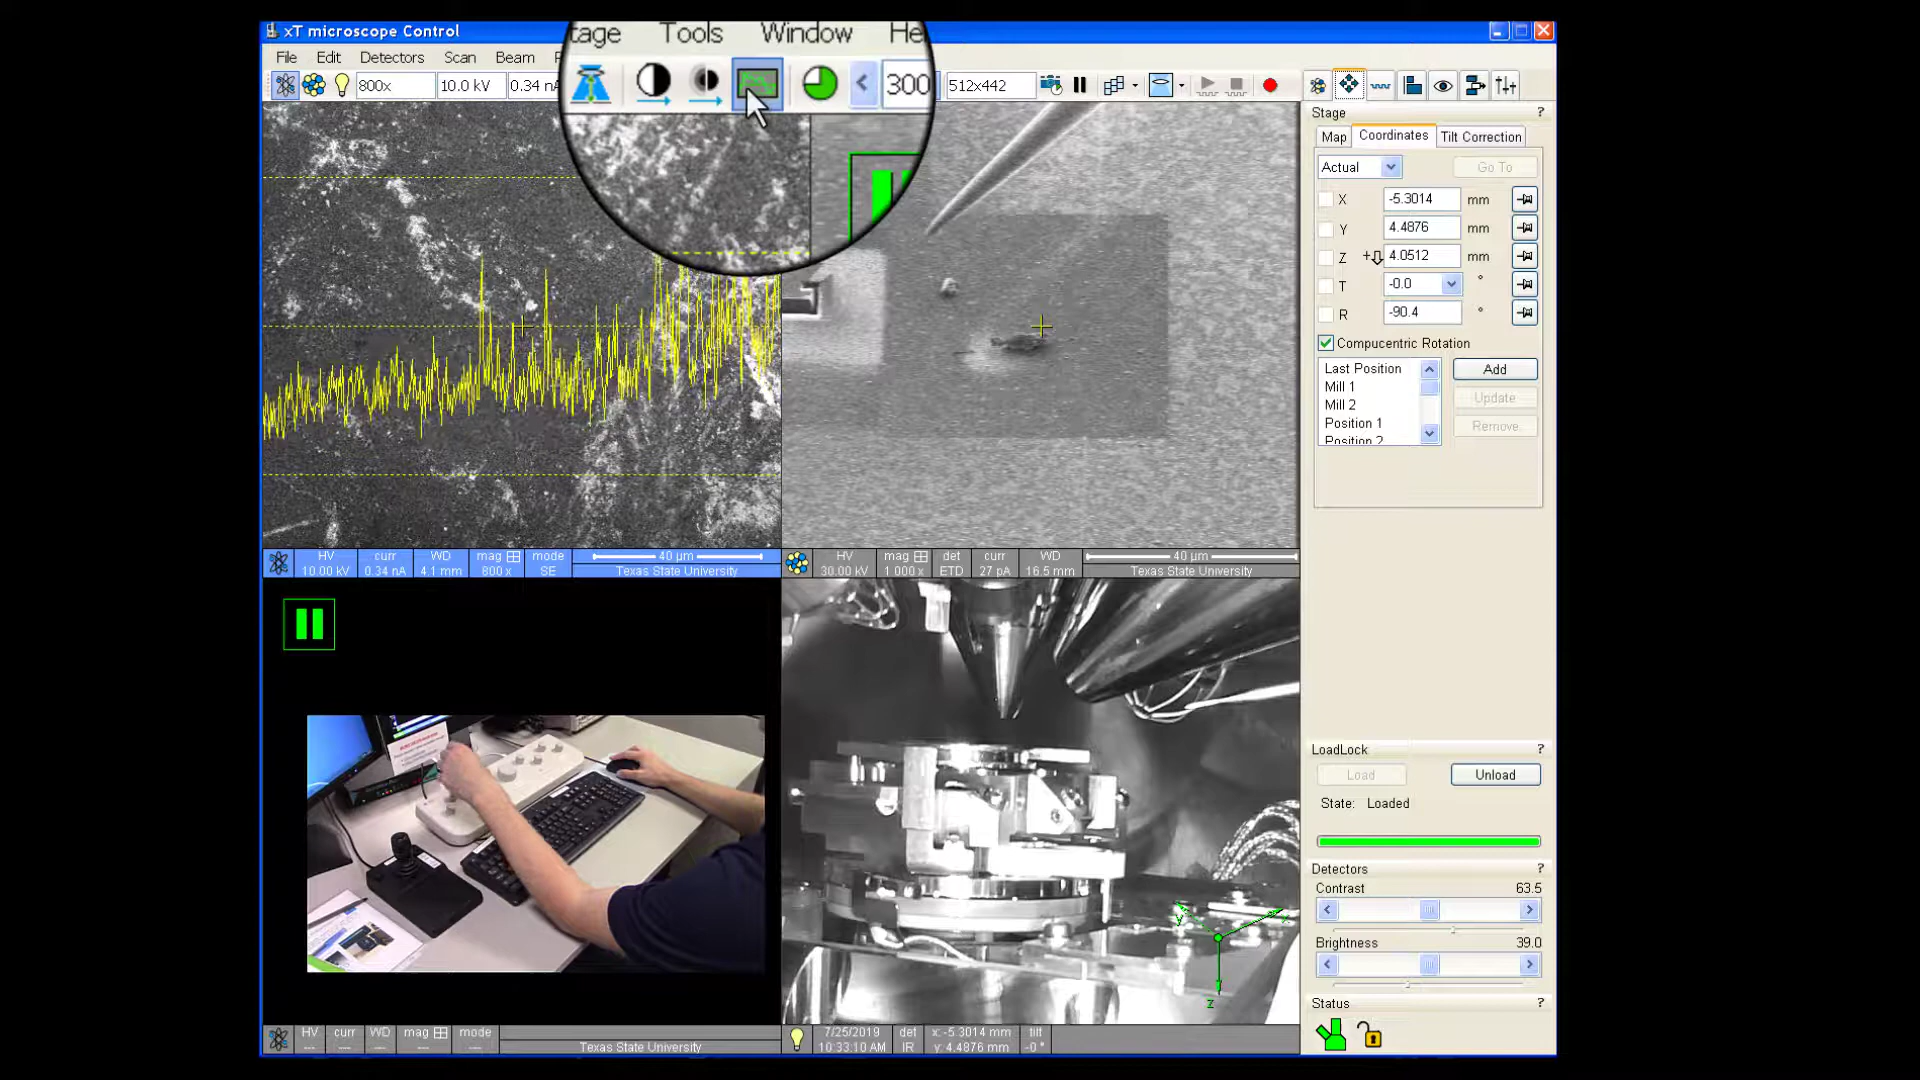 xT microscope Control
File Edit Detectors Scan Beam
tage Tools Window He
800x 10.0 kV 0.34 nA 300 512x442
Stage ?
Map Coordinates Tilt Correction
Actual Go To
X -5.3014 mm
Y 4.4876 mm
Z 4.0512 mm
T -0.0 °
R -90.4 °
Compucentric Rotation
Last Position Add
Mill 1
Mill 2 Update
Position 1 Remove
Position 2
HV curr WD mag mode 40 µm
10.00 kV 0.34 nA 4.1 mm 800 x SE Texas State University
HV mag det curr WD 40 µm
30.00 kV 1 000 x ETD 27 pA 16.5 mm Texas State University
LoadLock ?
Load Unload
State: Loaded
Detectors ?
Contrast 63.5
Brightness 39.0
Status ?
y x z
HV curr WD mag mode
-- -- -- -- -- Texas State University
7/25/2019 det x: -5.3014 mm tilt
10:33:10 AM IR y: 4.4876 mm -0 °